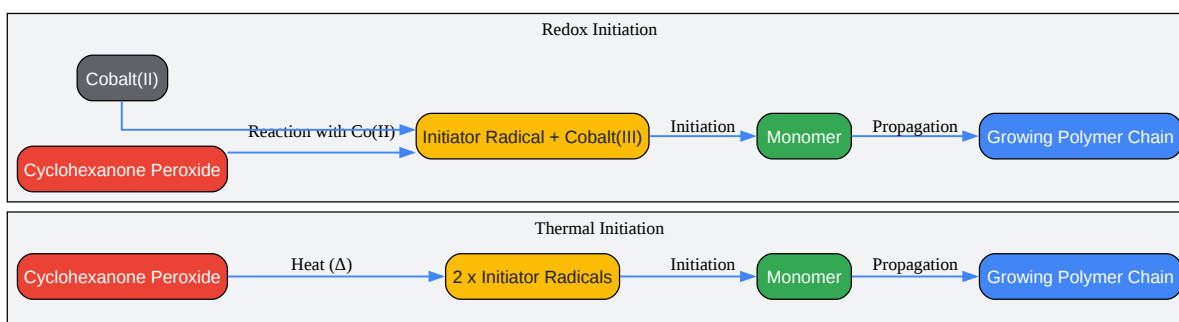 Redox Initiation
Cobalt(II)
Reaction with Co(II)
Initiator Radical + Cobalt(III)
Initiation
Monomer
Propagation
Growing Polymer Chain
Cyclohexanone Peroxide
Thermal Initiation
Cyclohexanone Peroxide
Heat (Δ)
2 x Initiator Radicals
Initiation
Monomer
Propagation
Growing Polymer Chain